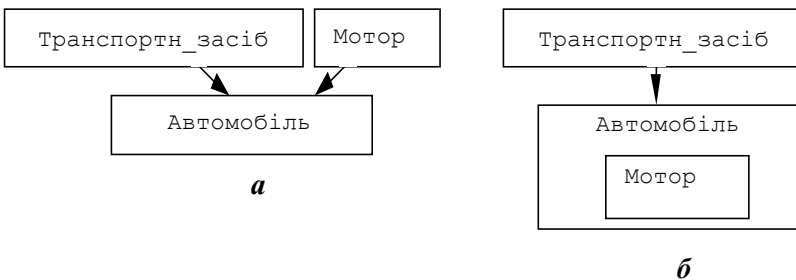 Транспортн_засіб
Мотор
Автомобіль
а
Транспортн_засіб
Автомобіль
Мотор
б